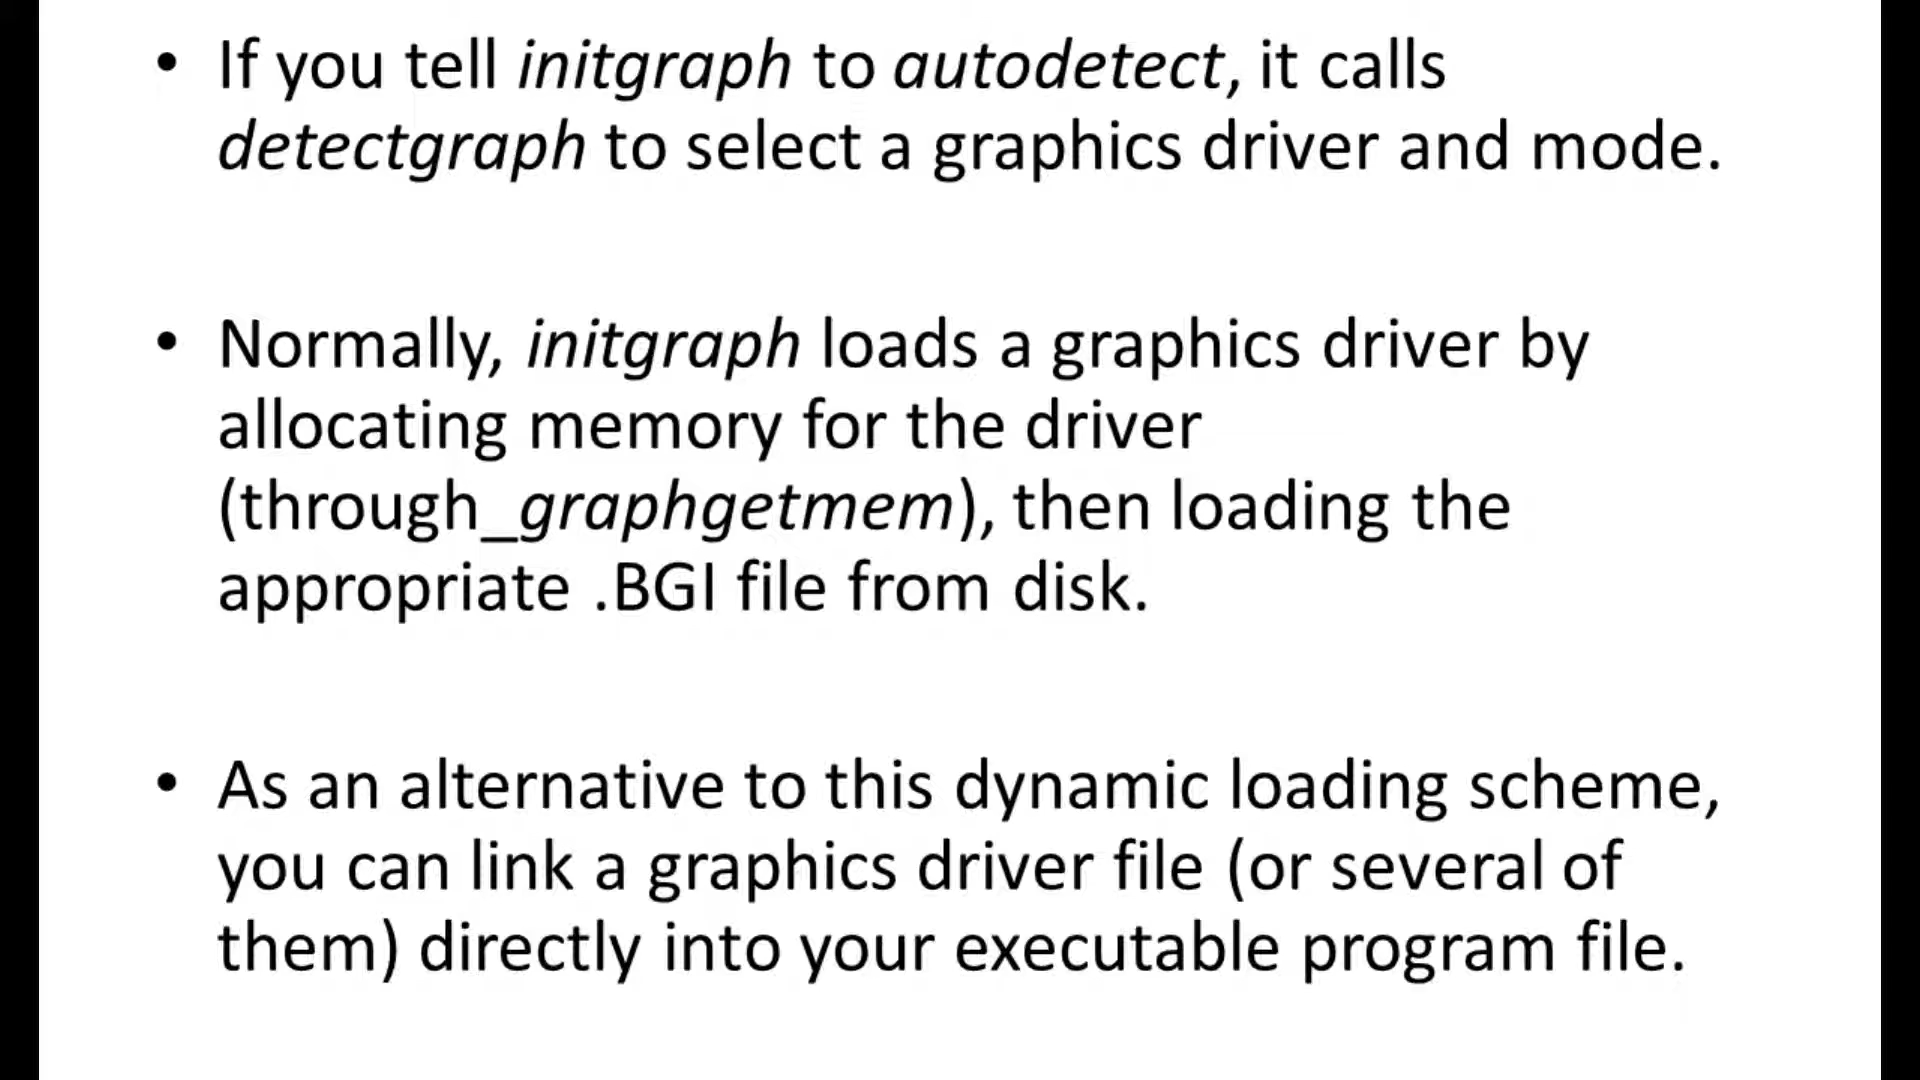 • If you tell initgraph to autodetect, it calls
detectgraph to select a graphics driver and mode.
• Normally, initgraph loads a graphics driver by
allocating memory for the driver
(through_graphgetmem), then loading the
appropriate .BGI file from disk.
• As an alternative to this dynamic loading scheme,
you can link a graphics driver file (or several of
them) directly into your executable program file.